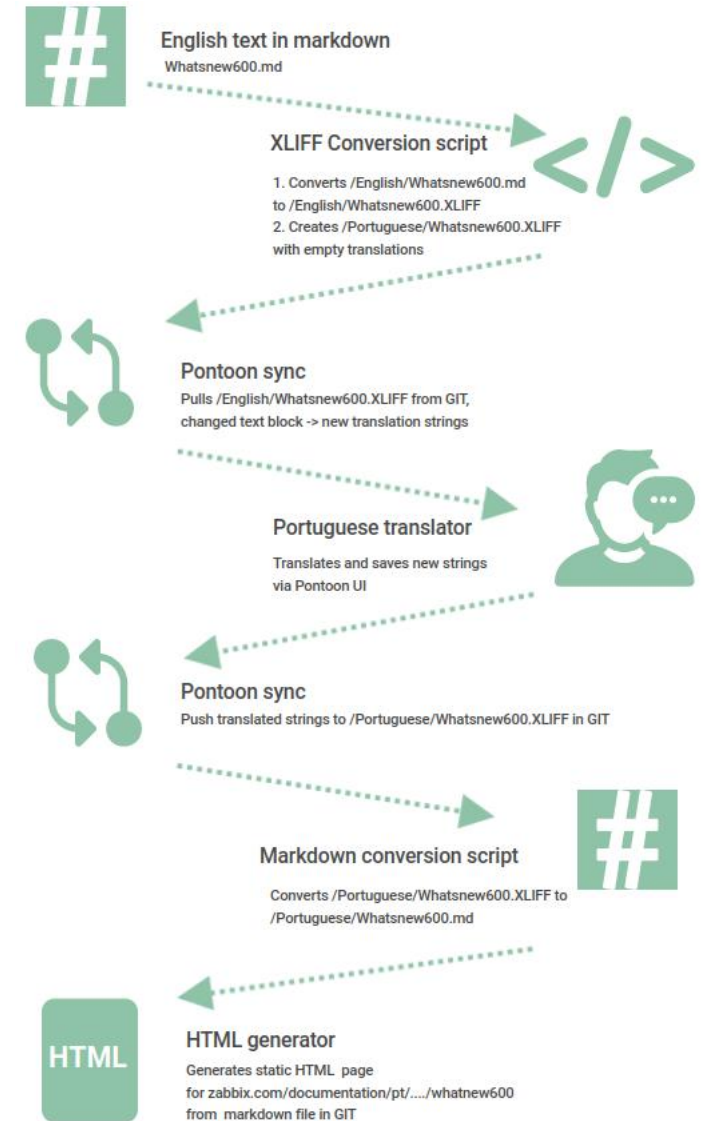 #
English text in markdown
Whatsnew600.md
XLIFF Conversion script
</>
1. Converts /English/Whatsnew600.md
to /English/Whatsnew600.XLIFF
2. Creates /Portuguese/Whatsnew600.XLIFF
with empty translations
Pontoon sync
Pulls /English/Whatsnew600.XLIFF from GIT,
changed text block -> new translation strings
Portuguese translator
Translates and saves new strings
via Pontoon UI
Pontoon sync
Push translated strings to /Portuguese/Whatsnew600.XLIFF in GIT
#
Markdown conversion script
Converts /Portuguese/Whatsnew600.XLIFF to
/Portuguese/Whatsnew600.md
HTML
HTML generator
Generates static HTML page
for zabbix.com/documentation/pt/..../whatnew600
from markdown file in GIT